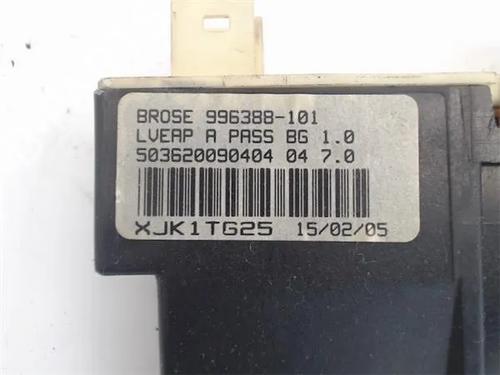 BROSE 996388-101
LVEAP A PASS BG 1.0
503620090404 04 7.0
XJK1TG25 15/02/05